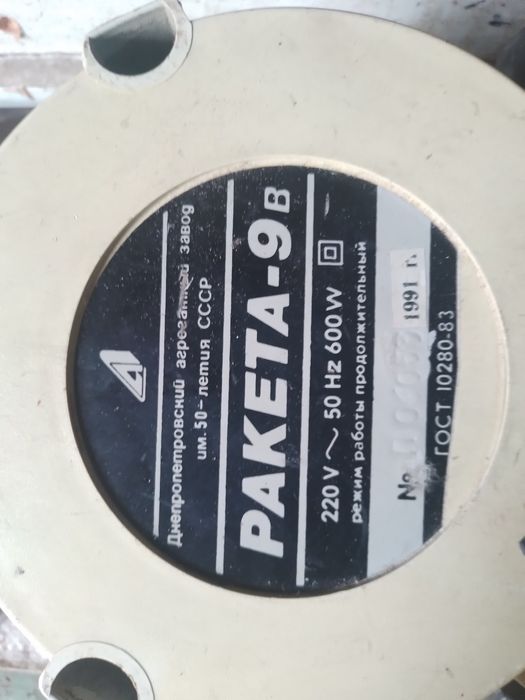 Днепропетровский агрегатный завод
им. 50-летия СССР
РАКЕТА-9В
220 V ~ 50 Hz 600 W
режим работы продолжительный
№ 1991 г.
ГОСТ 10280-83